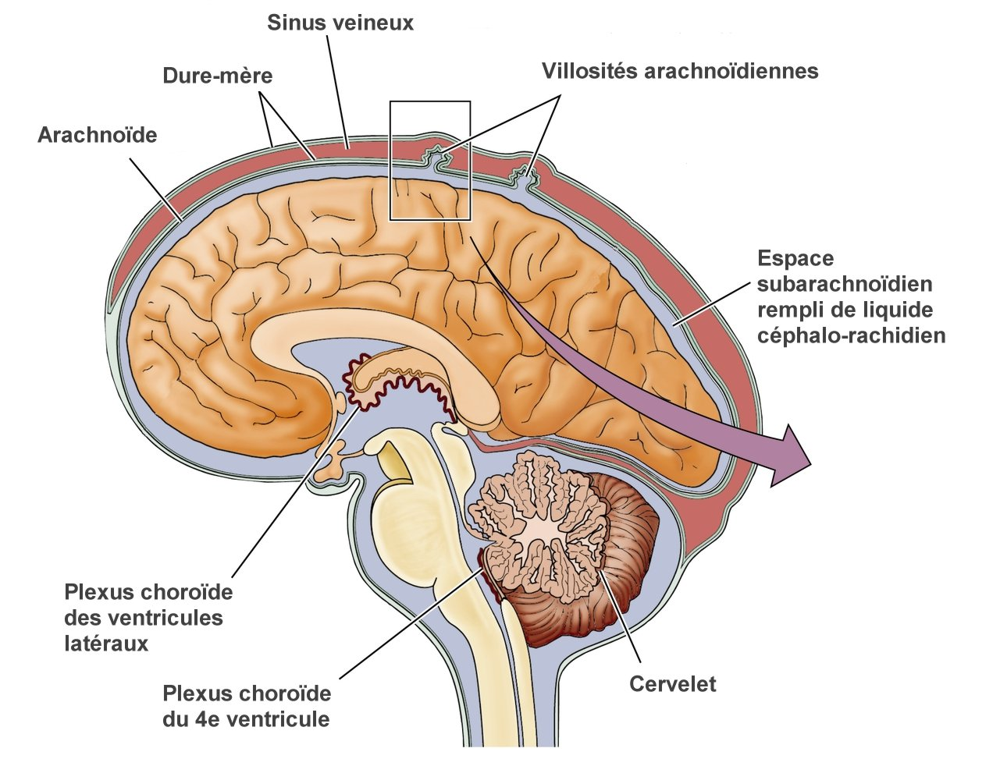 Sinus veineux
Dure-mère
Villosités arachnoïdiennes
Arachnoïde
Espace
subarachnoïdien
rempli de liquide
céphalo-rachidien
Plexus choroïde
des ventricules
latéraux
Plexus choroïde
du 4e ventricule
Cervelet